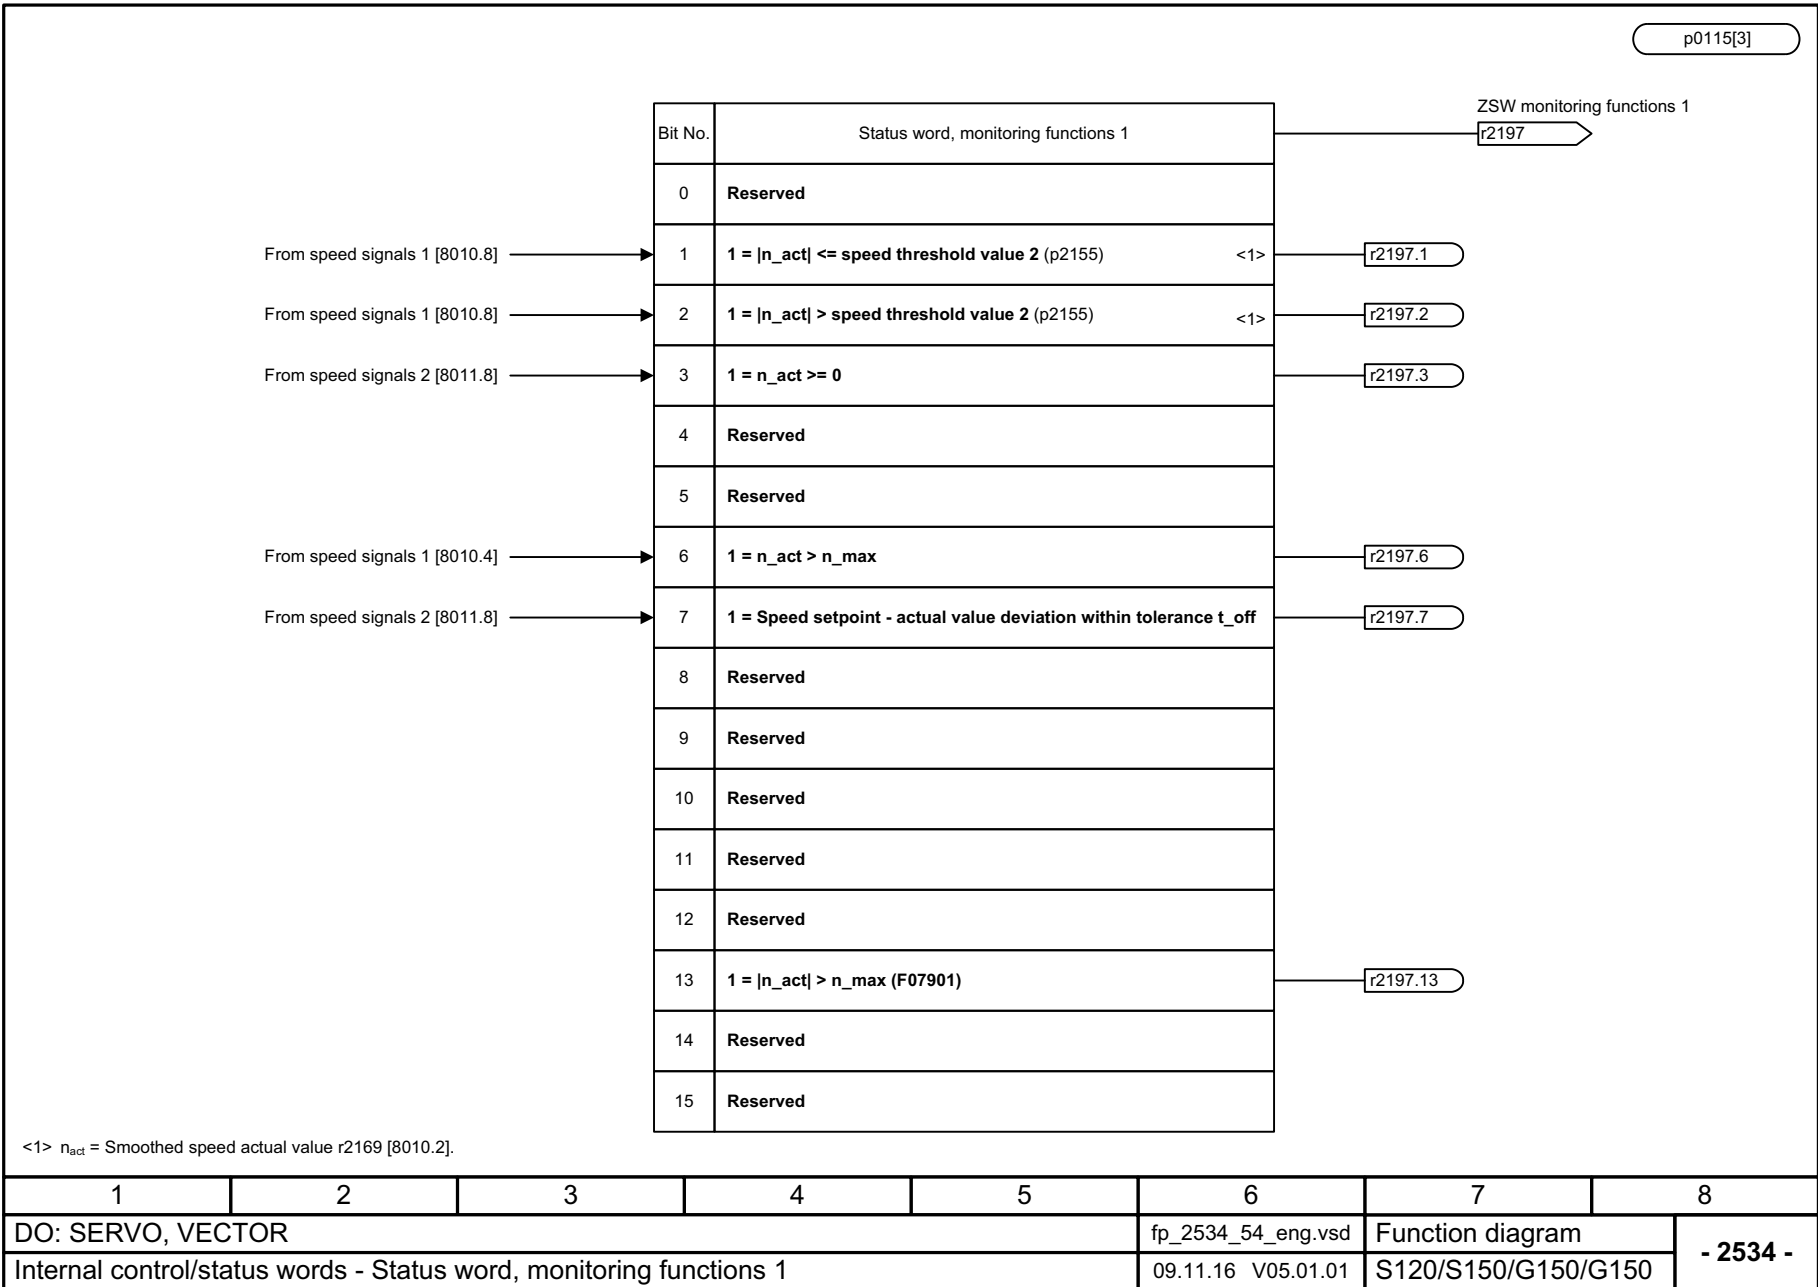 p0115[3]
ZSW monitoring functions 1
Bit No. Status word, monitoring functions 1 r2197
0 Reserved
From speed signals 1 [8010.8] 1 1 = |n_act| <= speed threshold value 2 (p2155) <1> r2197.1
From speed signals 1 [8010.8] 2 1 = |n_act| > speed threshold value 2 (p2155) <1> r2197.2
From speed signals 2 [8011.8] 3 1 = n_act >= 0 r2197.3
4 Reserved
5 Reserved
From speed signals 1 [8010.4] 6 1 = n_act > n_max r2197.6
From speed signals 2 [8011.8] 7 1 = Speed setpoint - actual value deviation within tolerance t_off r2197.7
8 Reserved
9 Reserved
10 Reserved
11 Reserved
12 Reserved
13 1 = |n_act| > n_max (F07901) r2197.13
14 Reserved
15 Reserved
<1> nact = Smoothed speed actual value r2169 [8010.2].
1 2 3 4 5 6 7 8
DO: SERVO, VECTOR fp_2534_54_eng.vsd Function diagram
- 2534 -
Internal control/status words - Status word, monitoring functions 1 09.11.16 V05.01.01 S120/S150/G150/G150